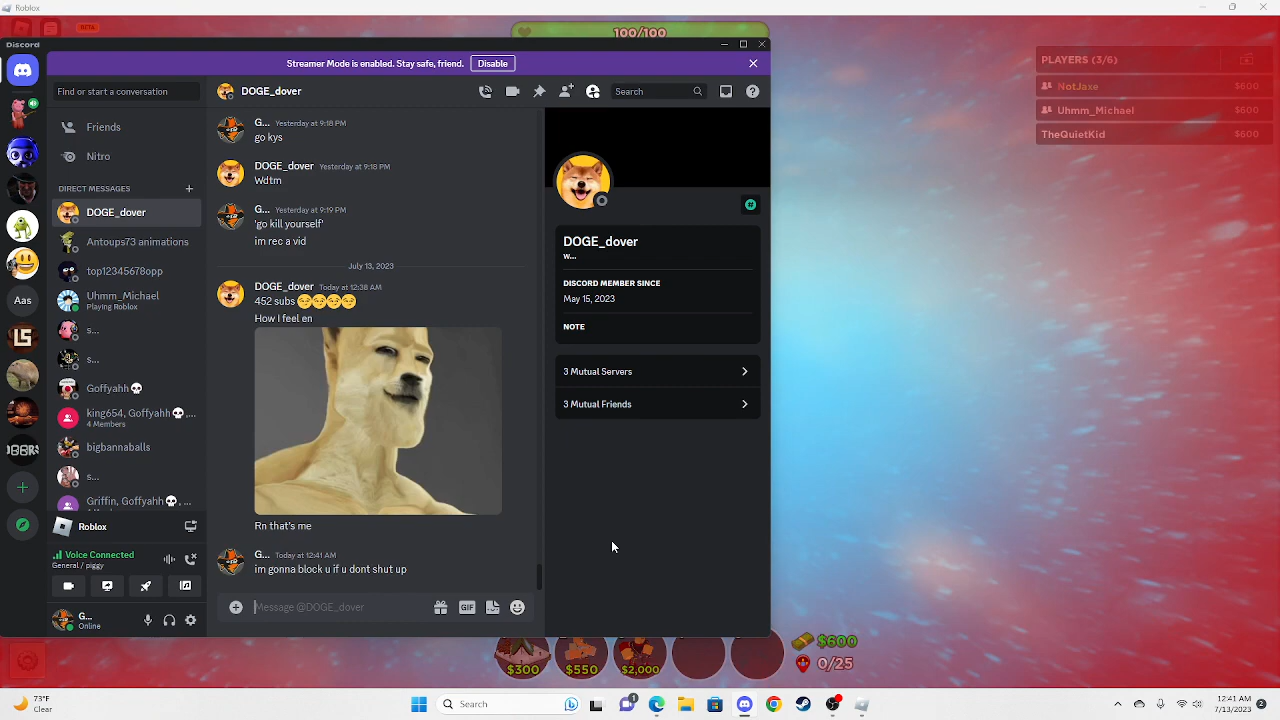 Roblox
BETA
100/100
Discord
Streamer Mode is enabled. Stay safe, friend.
Disable
Find or start a conversation
DOGE_dover
Search
Friends
Nitro
DIRECT MESSAGES
DOGE_dover
Antoups73 animations
top12345678opp
Uhmm_Michael
Playing Roblox
s...
s...
Goffyahh💀
king654, Goffyahh💀,...
4 Members
bigbannaballs
s...
Griffin, Goffyahh💀, ...
Aas
Roblox
Voice Connected
General / piggy
G...
Online
G... Yesterday at 9:18 PM
go kys
DOGE_dover Yesterday at 9:18 PM
Wdtm
G... Yesterday at 9:19 PM
'go kill yourself'
im rec a vid
July 13, 2023
DOGE_dover Today at 12:38 AM
452 subs😊😊😊😊
How I feel en
Rn that's me
G... Today at 12:41 AM
im gonna block u if u dont shut up
Message @DOGE_dover
GIF
DOGE_dover
w...
DISCORD MEMBER SINCE
May 15, 2023
NOTE
3 Mutual Servers
3 Mutual Friends
PLAYERS (3/6)
NotJaxe $600
Uhmm_Michael $600
TheQuietKid $600
$300
$550
$2,000
$600
0/25
73°F
Clear
Search
1
12:41 AM
7/13/2023
2